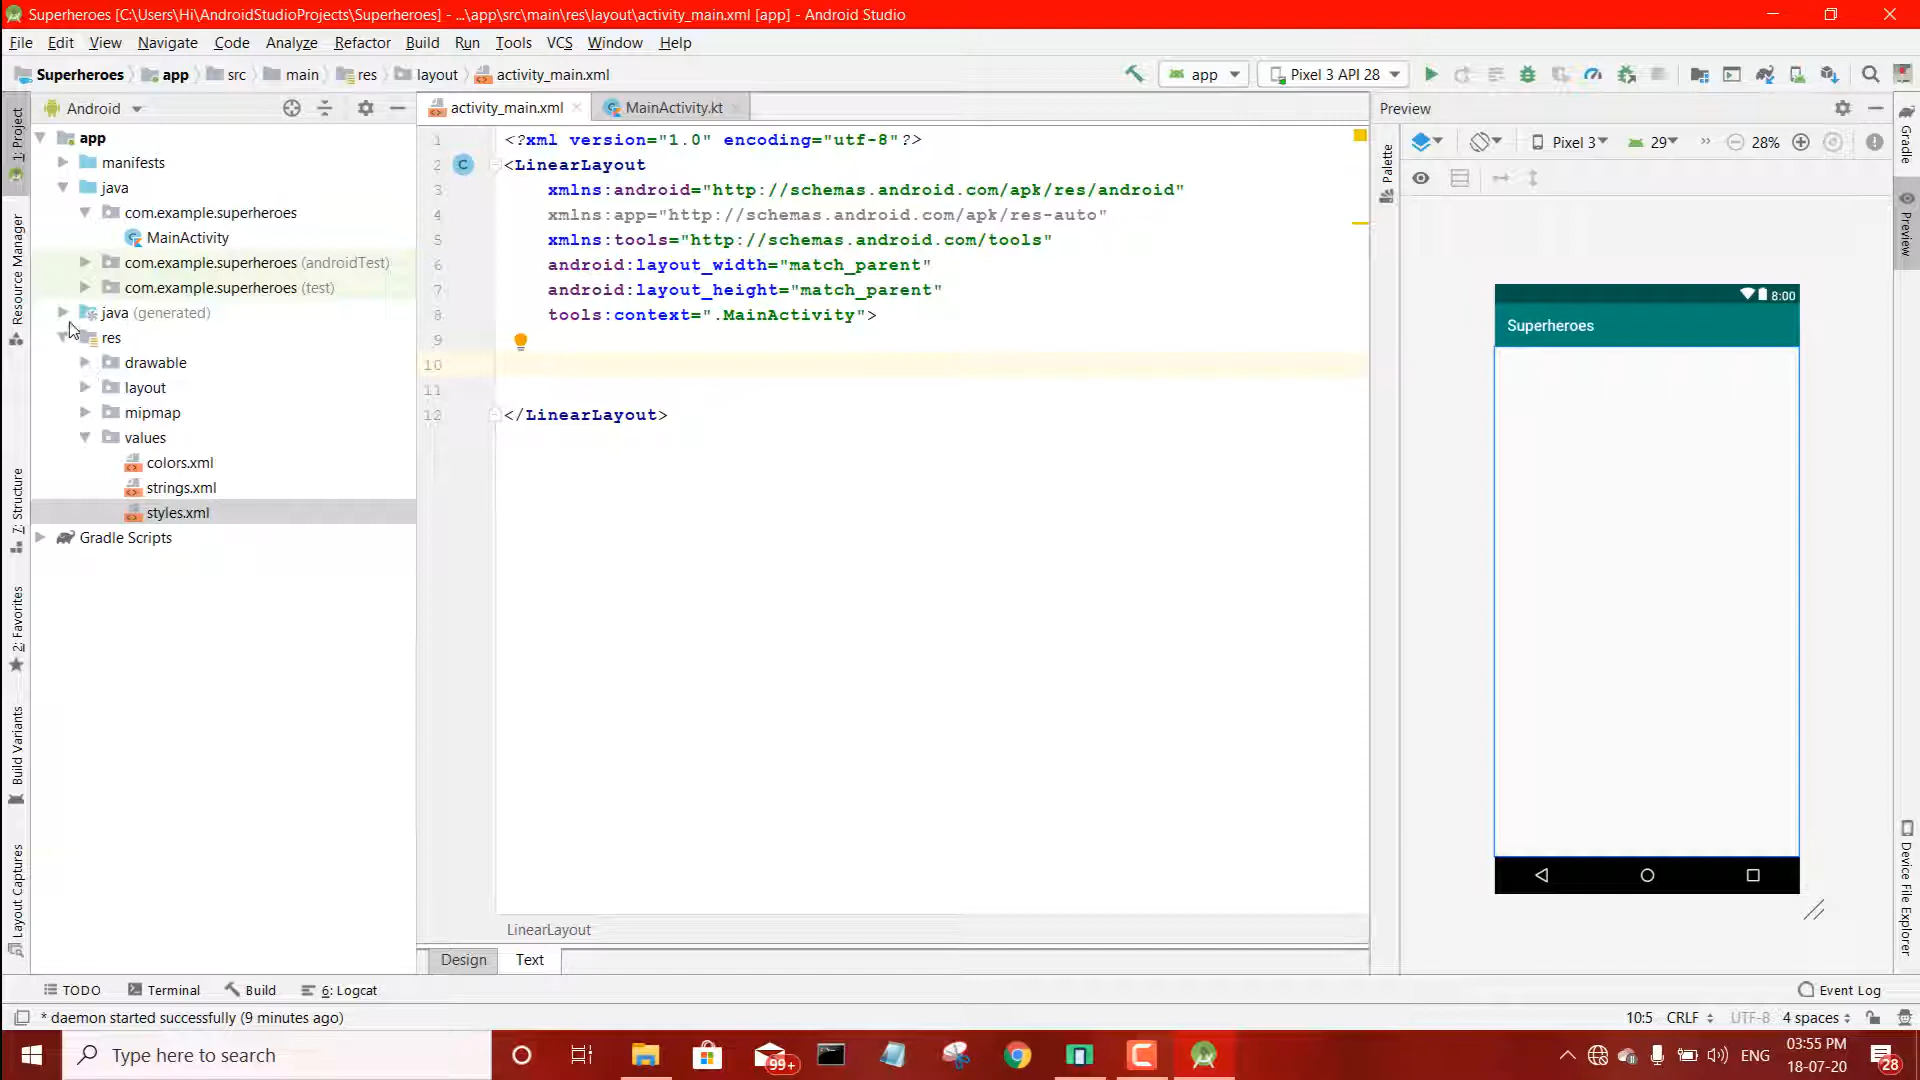 Superheroes [C:\Users\Hi\AndroidStudioProjects\Superheroes] - ...\app\src\main\res\layout\activity_main.xml [app] - Android Studio
File Edit View Navigate Code Analyze Refactor Build Run Tools VCS Window Help
Superheroes app src main res layout activity_main.xml
app Pixel 3 API 28
Android
activity_main.xml MainActivity.kt
Preview
Pixel 3 29 28%
1: Project
Resource Manager
7: Structure
2: Favorites
Build Variants
Layout Captures
app
manifests
java
com.example.superheroes
MainActivity
com.example.superheroes (androidTest)
com.example.superheroes (test)
java (generated)
res
drawable
layout
mipmap
values
colors.xml
strings.xml
styles.xml
Gradle Scripts
1 <?xml version="1.0" encoding="utf-8"?>
2 <LinearLayout
3 xmlns:android="http://schemas.android.com/apk/res/android"
4 xmlns:app="http://schemas.android.com/apk/res-auto"
5 xmlns:tools="http://schemas.android.com/tools"
6 android:layout_width="match_parent"
7 android:layout_height="match_parent"
8 tools:context=".MainActivity">
9
10
11
12 </LinearLayout>
LinearLayout
Design Text
Palette
8:00
Superheroes
Gradle
Preview
Device File Explorer
TODO Terminal Build 6: Logcat Event Log
* daemon started successfully (9 minutes ago) 10:5 CRLF UTF-8 4 spaces
Type here to search
99+
ENG
03:55 PM
18-07-20
28